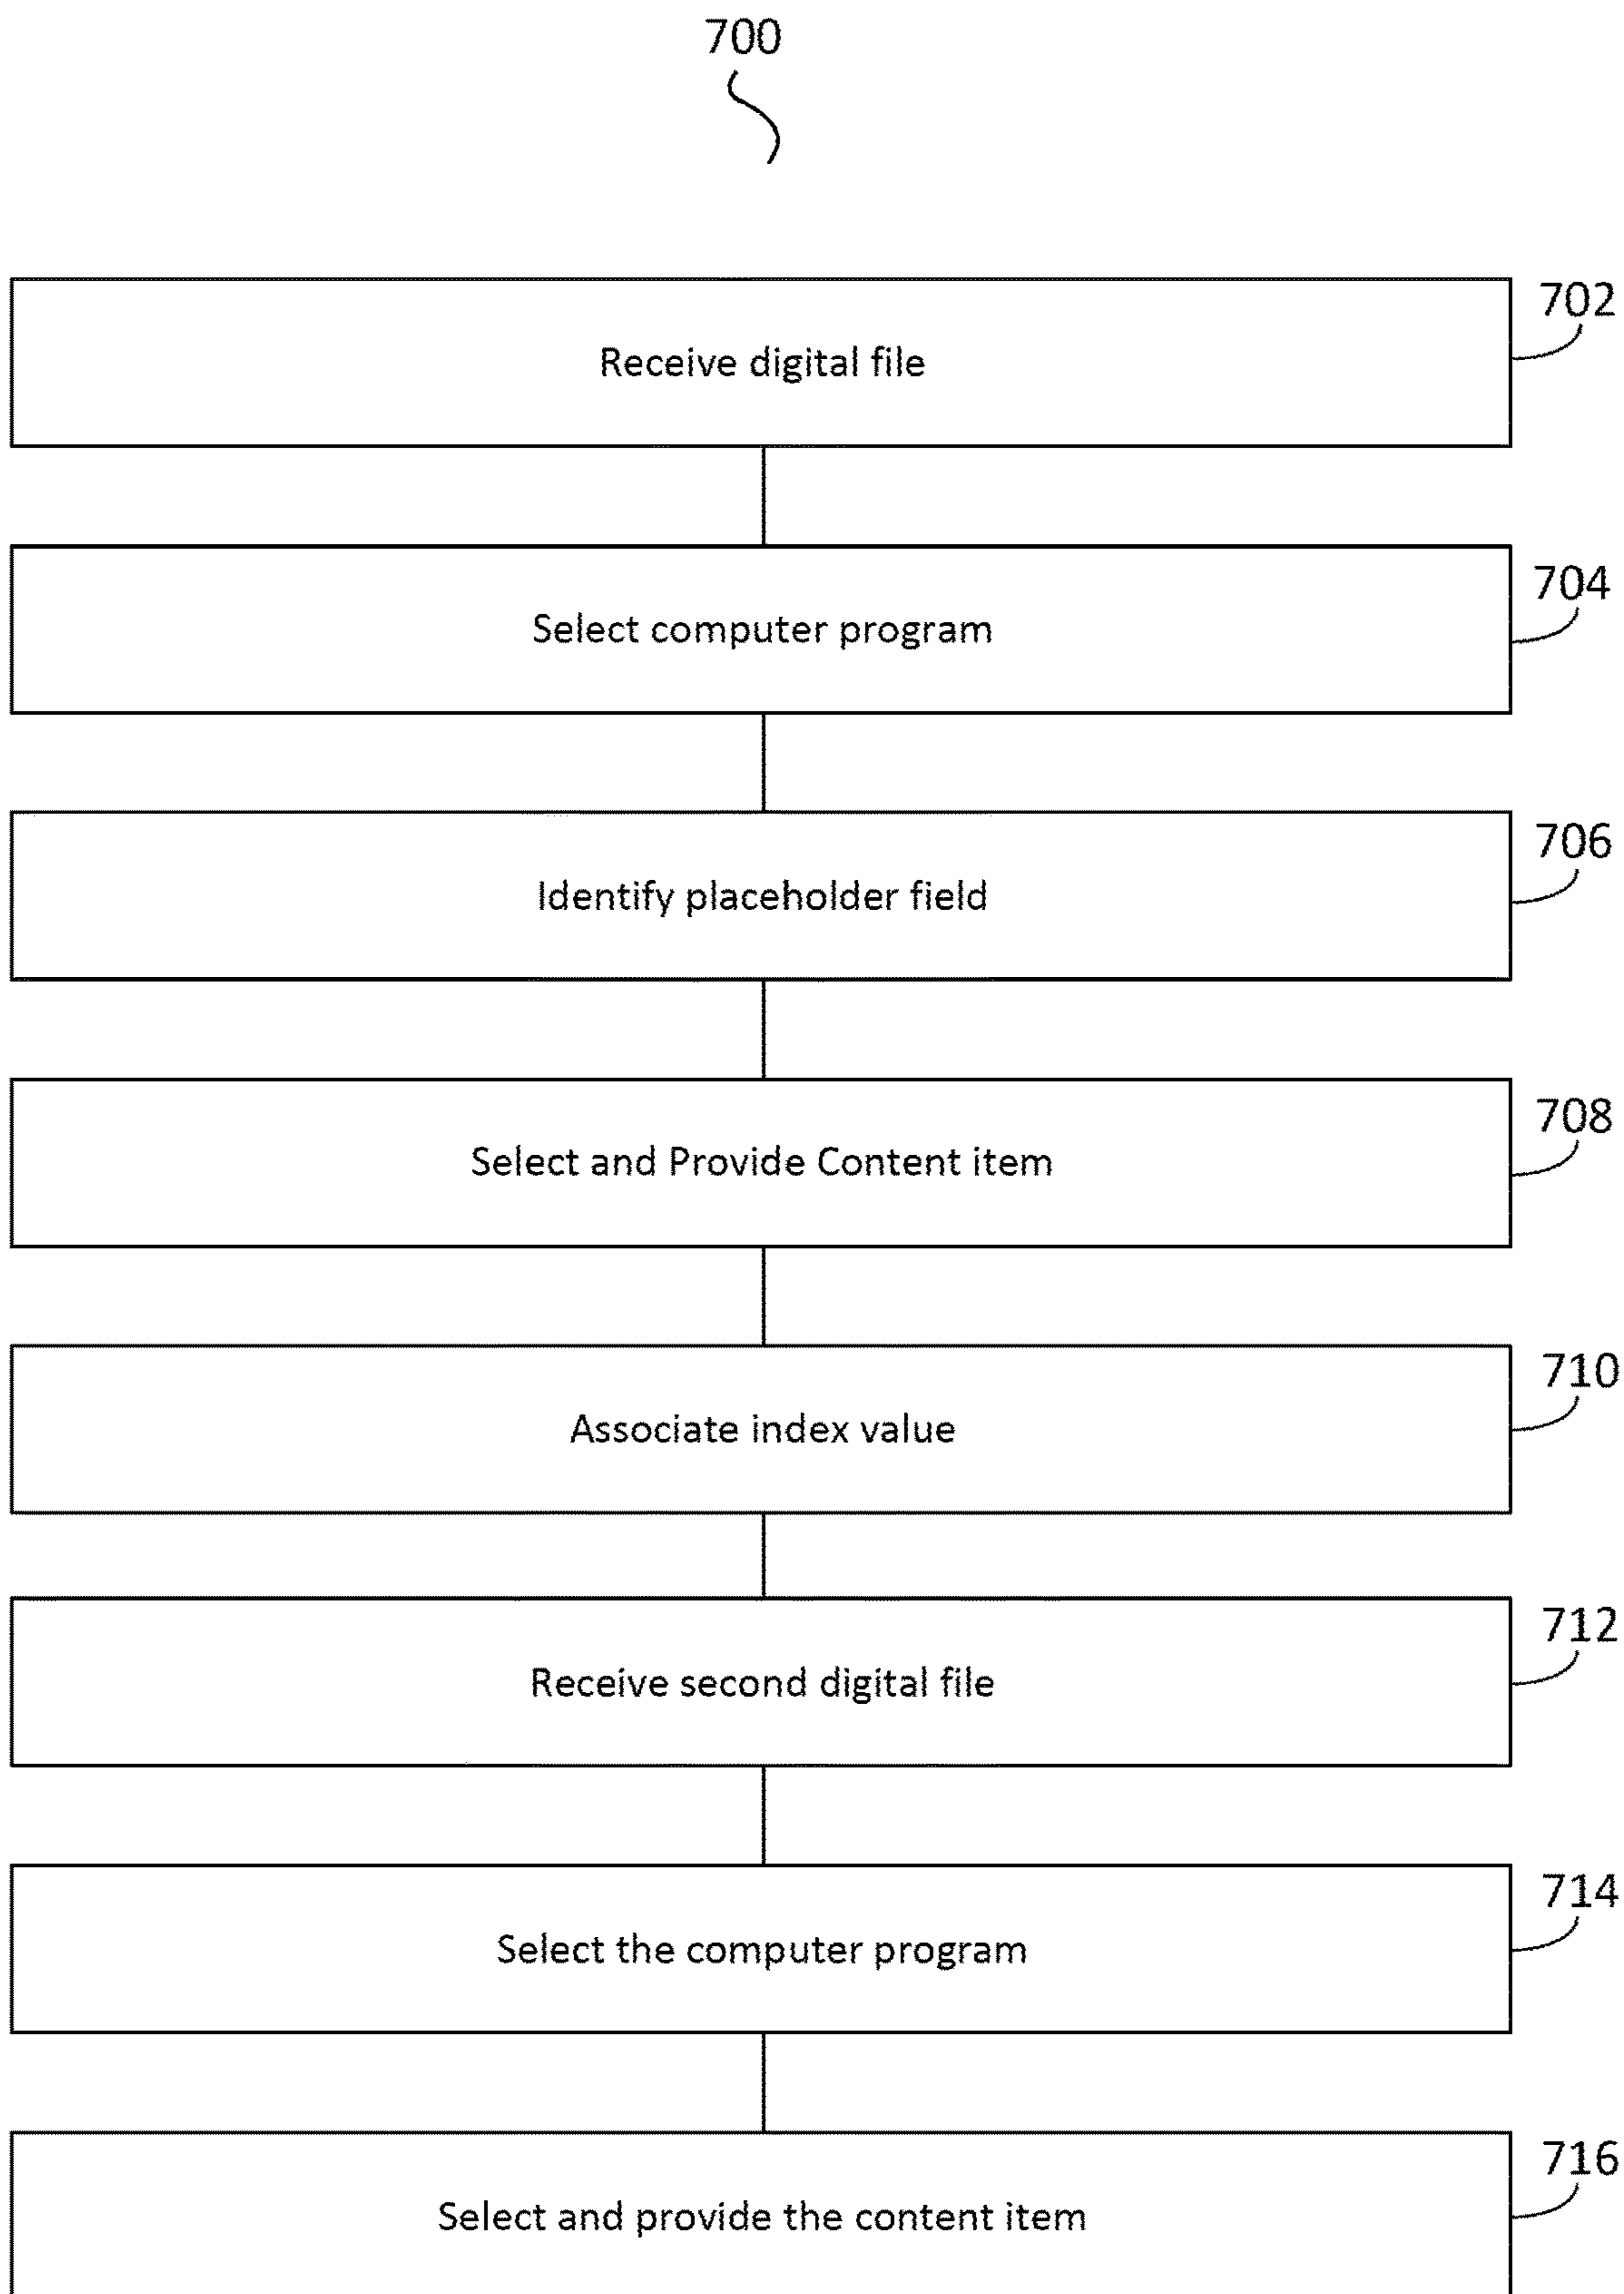 700
702
Receive digital file
704
Select computer program
706
Identify placeholder field
708
Select and Provide Content item
710
Associate index value
712
Receive second digital file
714
Select the computer program
716
Select and provide the content item